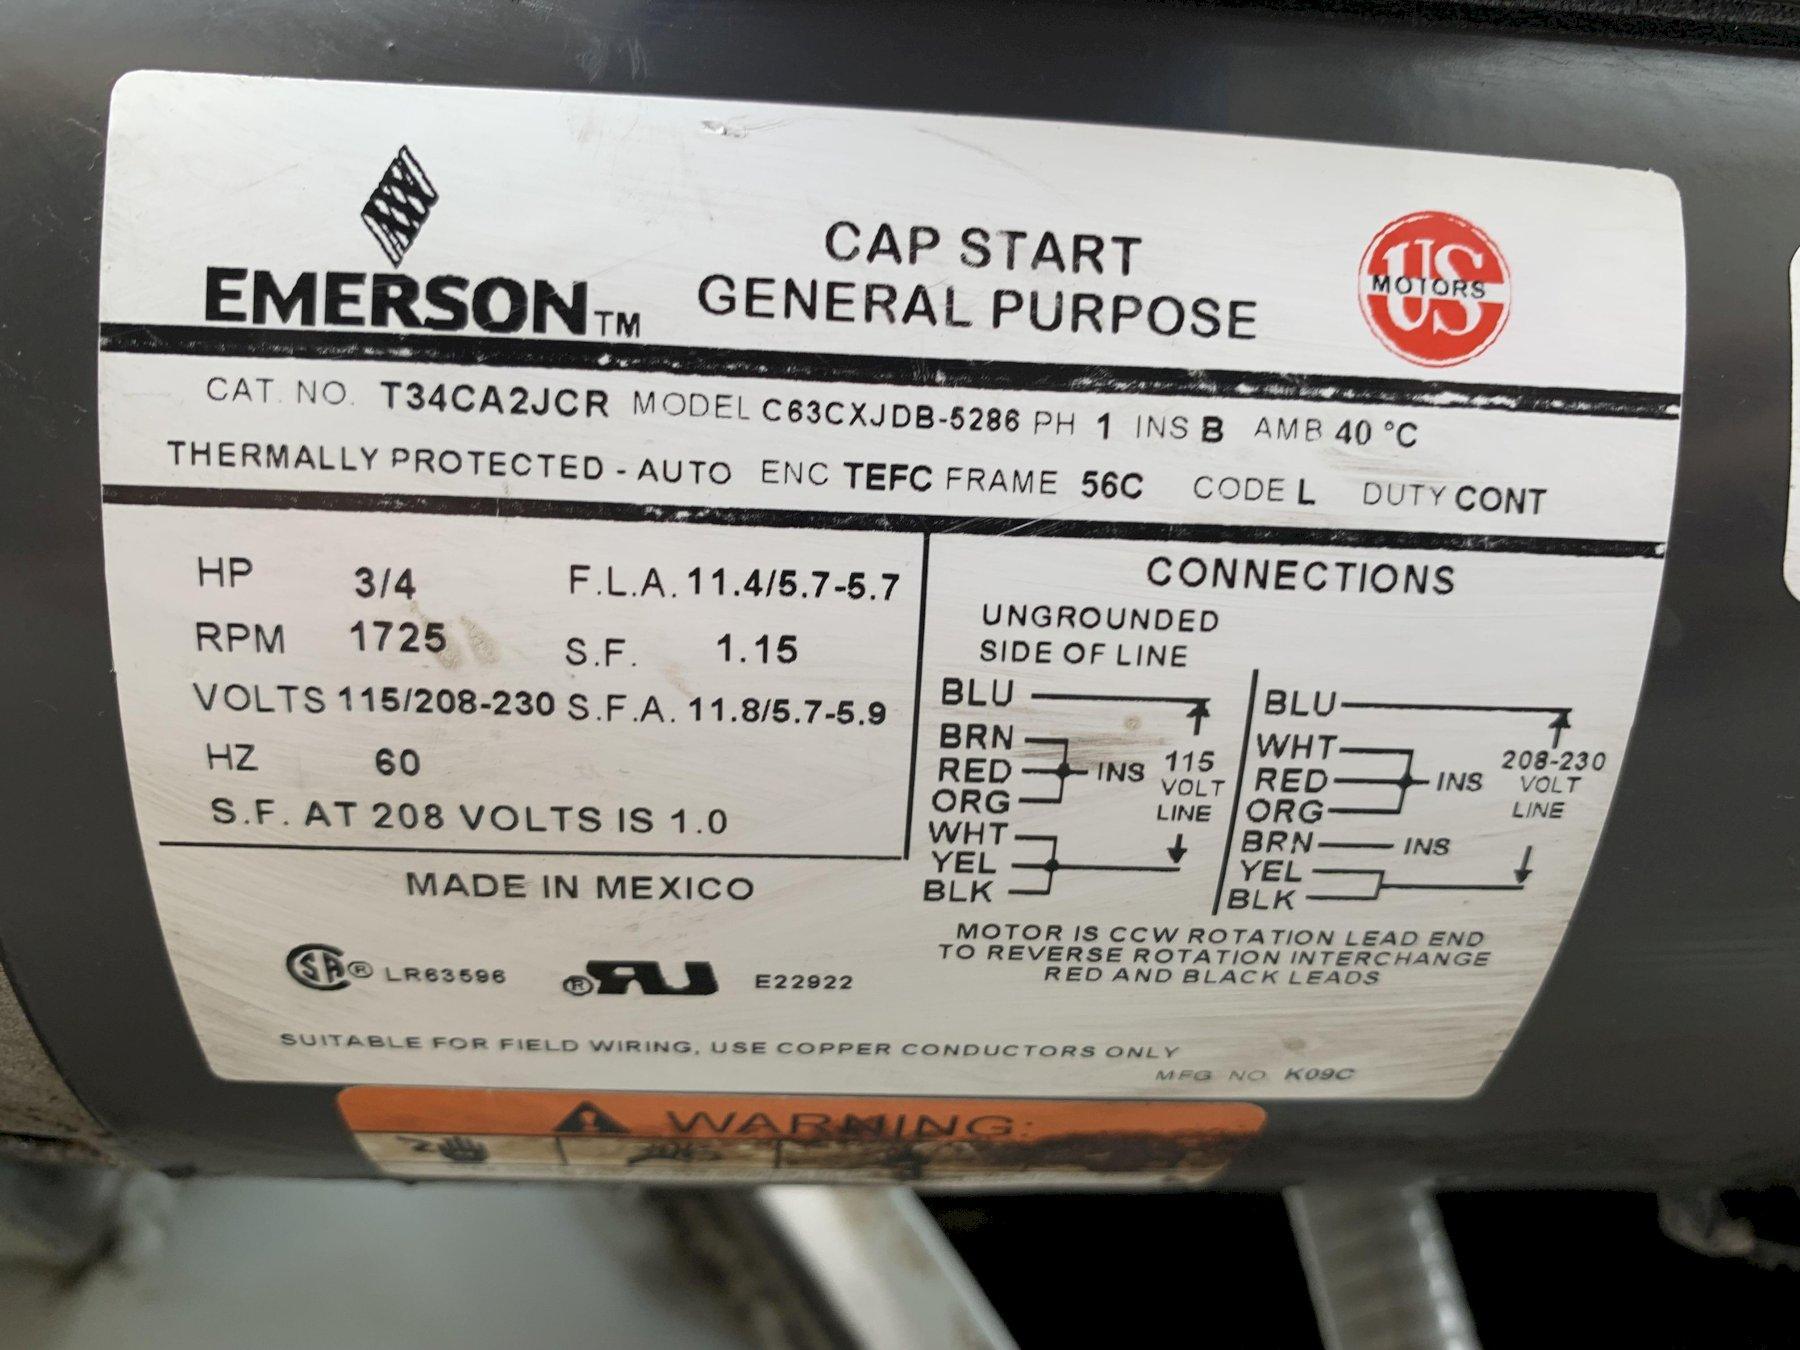 EMERSON™
CAP START
GENERAL PURPOSE
US
MOTORS
CAT. NO. T34CA2JCR MODEL C63CXJDB-5286 PH 1 INS B AMB 40 °C
THERMALLY PROTECTED - AUTO ENC TEFC FRAME 56C CODE L DUTY CONT
HP 3/4 F.L.A. 11.4/5.7-5.7
RPM 1725 S.F. 1.15
VOLTS 115/208-230 S.F.A. 11.8/5.7-5.9
HZ 60
S.F. AT 208 VOLTS IS 1.0
MADE IN MEXICO
SA® LR63596 ®RU E22922
CONNECTIONS
UNGROUNDED
SIDE OF LINE
BLU
BRN
RED INS
ORG
WHT
YEL
BLK
115
VOLT
LINE
BLU
WHT
RED INS
ORG
BRN INS
YEL
BLK
208-230
VOLT
LINE
MOTOR IS CCW ROTATION LEAD END
TO REVERSE ROTATION INTERCHANGE
RED AND BLACK LEADS
SUITABLE FOR FIELD WIRING, USE COPPER CONDUCTORS ONLY
MFG NO K09C
WARNING: